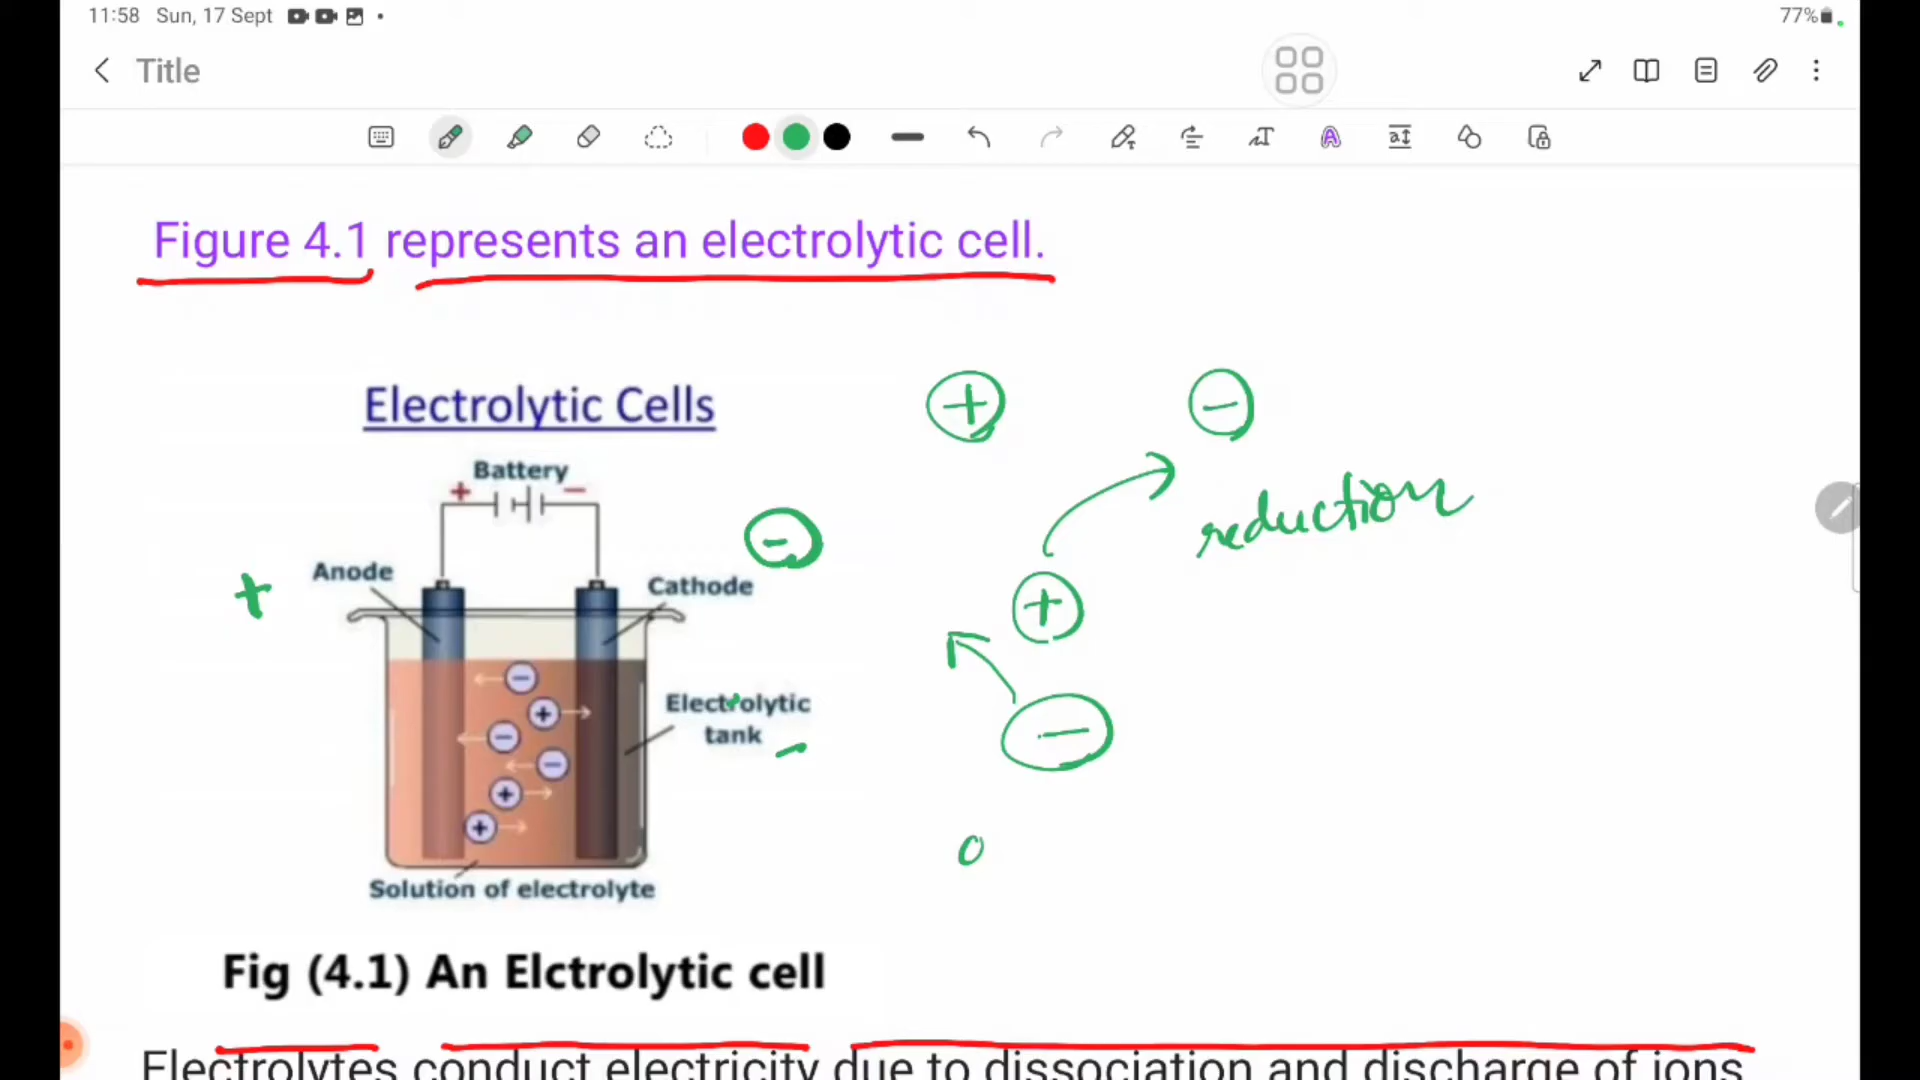 11:58 Sun, 17 Sept
77%
Title
Figure 4.1 represents an electrolytic cell.
Electrolytic Cells
Battery
+ −
+ −
−
reduction
Anode
Cathode
+
+
−
Electrolytic
tank
−
−
+
−
−
+
+
o
Solution of electrolyte
Fig (4.1) An Elctrolytic cell
Electrolytes conduct electricity due to dissociation and discharge of ions